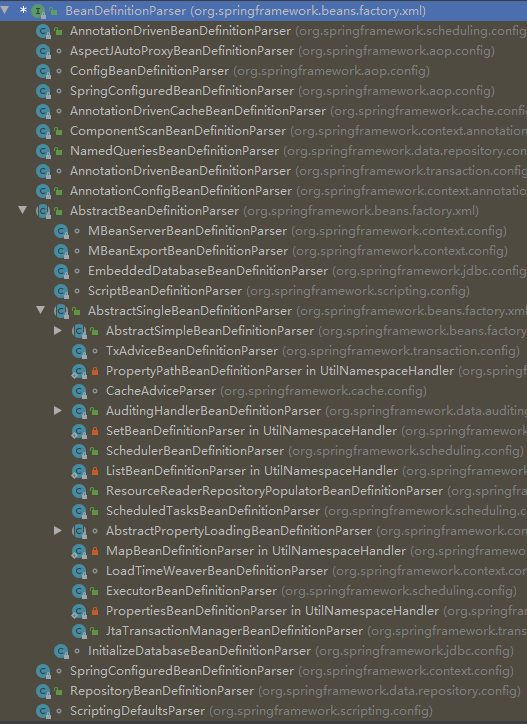 BeanDefinitionParser (org.springframework.beans.factory.xml)
AnnotationDrivenBeanDefinitionParser (org.springframework.scheduling.config
AspectJAutoProxyBeanDefinitionParser (org.springframework.aop.config)
ConfigBeanDefinitionParser (org.springframework.aop.config)
SpringConfiguredBeanDefinitionParser (org.springframework.aop.config)
AnnotationDrivenCacheBeanDefinitionParser (org.springframework.cache.confi
ComponentScanBeanDefinitionParser (org.springframework.context.annotation
NamedQueriesBeanDefinitionParser (org.springframework.data.repository.con
AnnotationDrivenBeanDefinitionParser (org.springframework.transaction.config
AnnotationConfigBeanDefinitionParser (org.springframework.context.annotatio
AbstractBeanDefinitionParser (org.springframework.beans.factory.xml)
MBeanServerBeanDefinitionParser (org.springframework.context.config)
MBeanExportBeanDefinitionParser (org.springframework.context.config)
EmbeddedDatabaseBeanDefinitionParser (org.springframework.jdbc.config
ScriptBeanDefinitionParser (org.springframework.scripting.config)
AbstractSingleBeanDefinitionParser (org.springframework.beans.factory.xml
AbstractSimpleBeanDefinitionParser (org.springframework.beans.factory
TxAdviceBeanDefinitionParser (org.springframework.transaction.config)
PropertyPathBeanDefinitionParser in UtilNamespaceHandler (org.springfr
CacheAdviceParser (org.springframework.cache.config)
AuditingHandlerBeanDefinitionParser (org.springframework.data.auditing
SetBeanDefinitionParser in UtilNamespaceHandler (org.springframework
SchedulerBeanDefinitionParser (org.springframework.scheduling.config)
ListBeanDefinitionParser in UtilNamespaceHandler (org.springframework
ResourceReaderRepositoryPopulatorBeanDefinitionParser (org.springfra
ScheduledTasksBeanDefinitionParser (org.springframework.scheduling.c
AbstractPropertyLoadingBeanDefinitionParser (org.springframework.con
MapBeanDefinitionParser in UtilNamespaceHandler (org.springframewo
LoadTimeWeaverBeanDefinitionParser (org.springframework.context.con
ExecutorBeanDefinitionParser (org.springframework.scheduling.config)
PropertiesBeanDefinitionParser in UtilNamespaceHandler (org.springfram
JtaTransactionManagerBeanDefinitionParser (org.springframework.trans
InitializeDatabaseBeanDefinitionParser (org.springframework.jdbc.config)
SpringConfiguredBeanDefinitionParser (org.springframework.context.config)
RepositoryBeanDefinitionParser (org.springframework.data.repository.config)
ScriptingDefaultsParser (org.springframework.scripting.config)